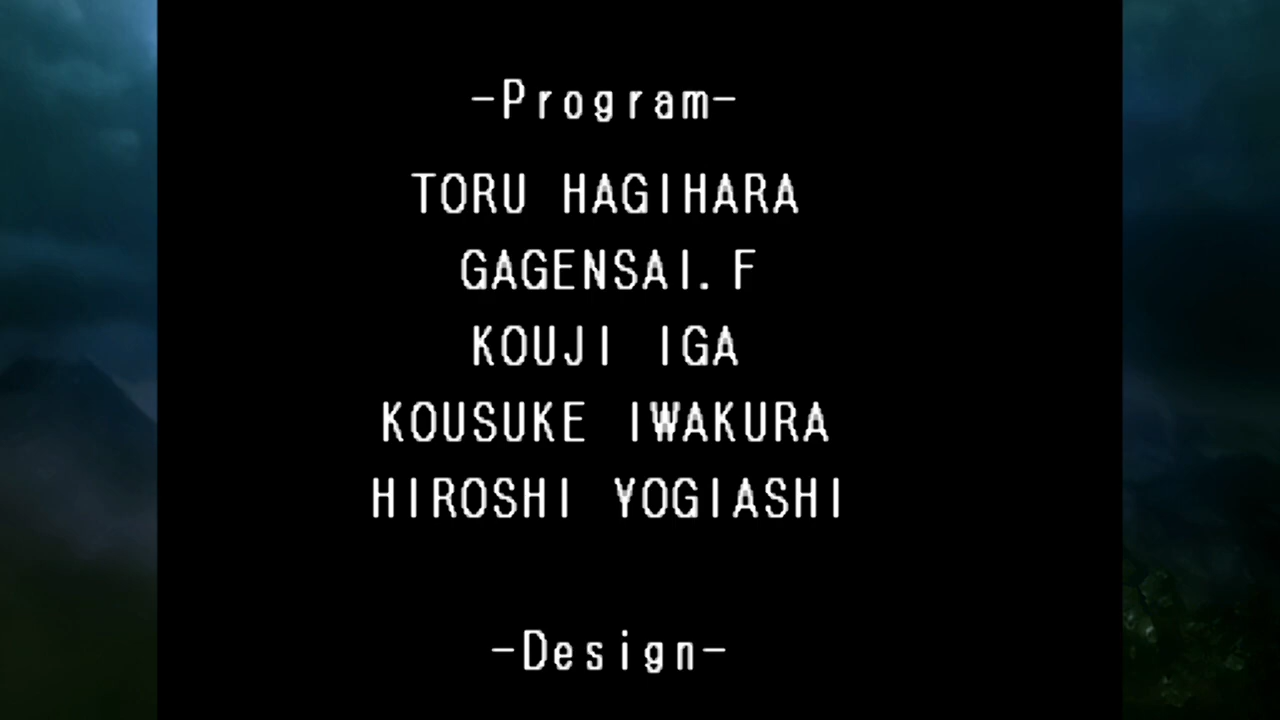 -Program-
TORU HAGIHARA
GAGENSAI.F
KOUJI IGA
KOUSUKE IWAKURA
HIROSHI YOGIASHI
-Design-